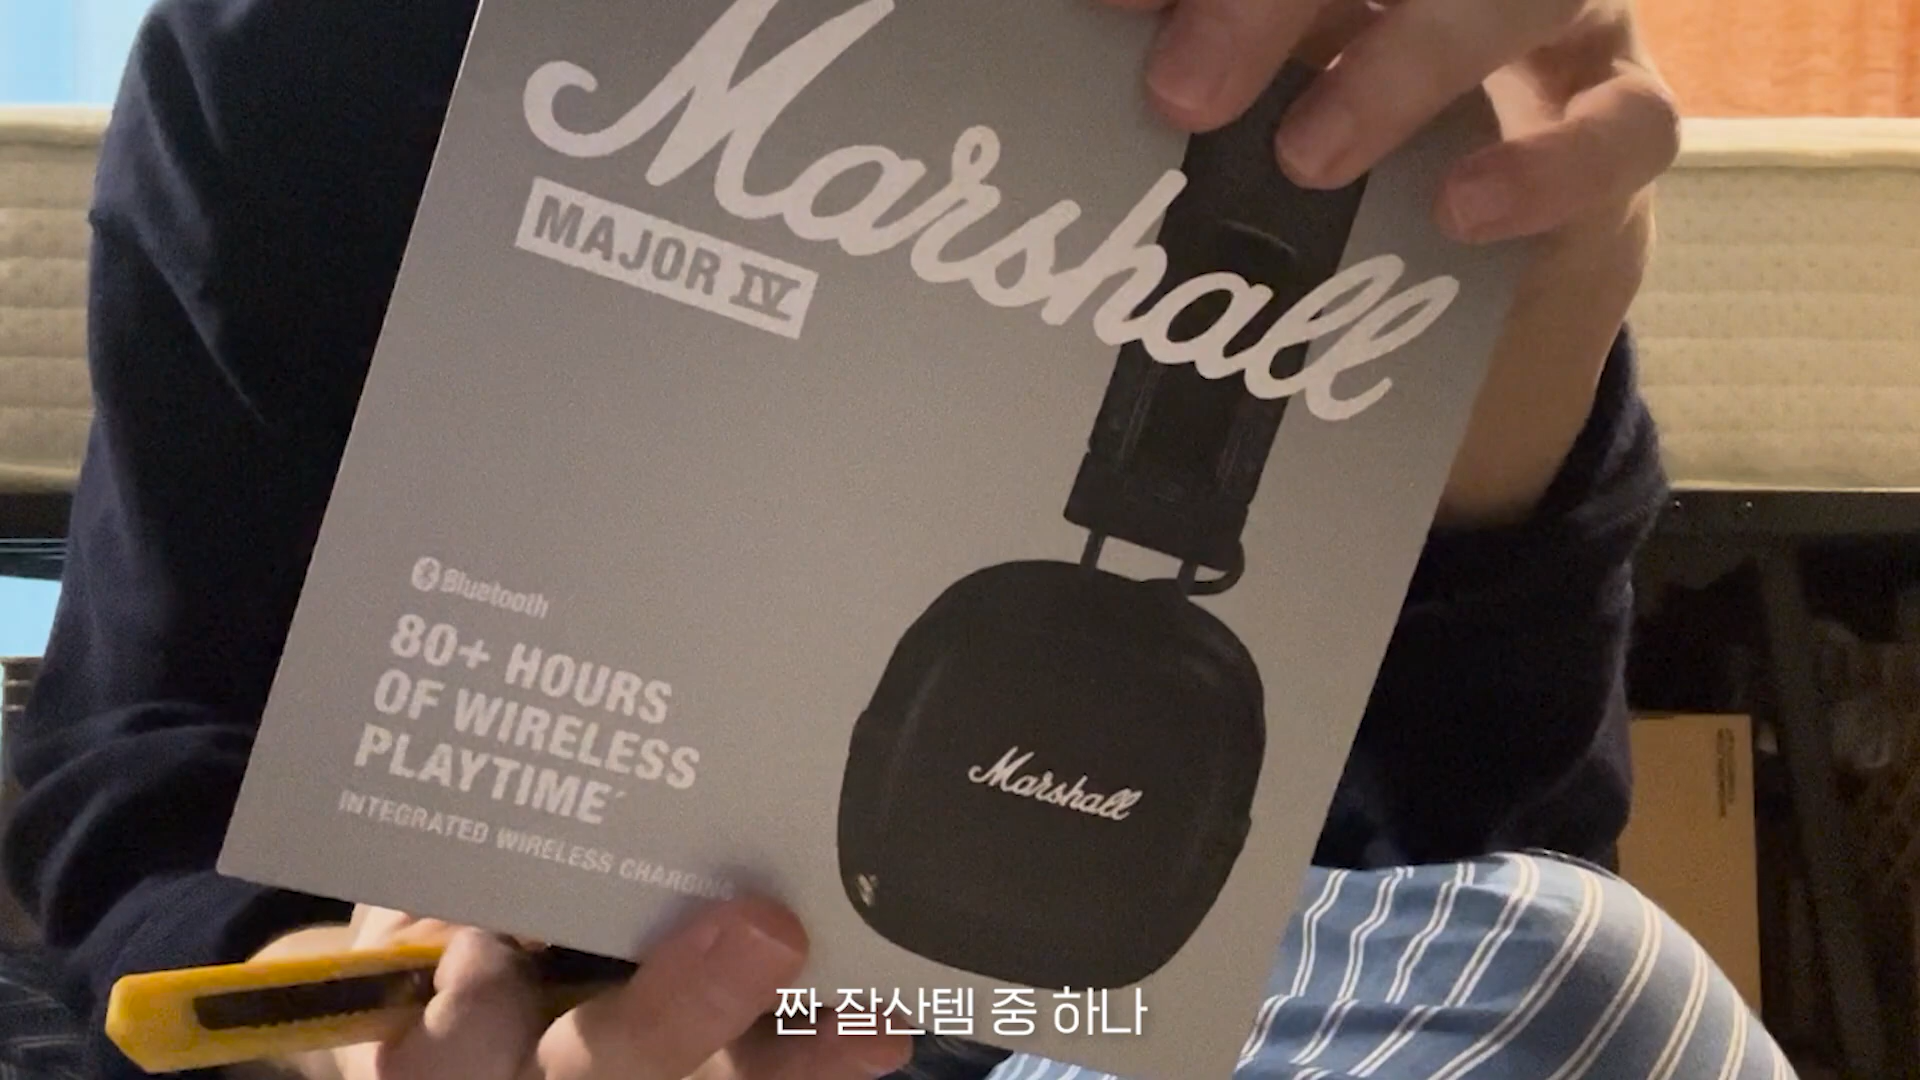 Marshall
MAJOR IV
Bluetooth
80+ HOURS
OF WIRELESS
PLAYTIME*
INTEGRATED WIRELESS CHARGING
Marshall
짠 잘산템 중 하나